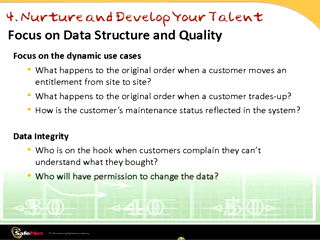 4. Nurture and Develop Your Talent
Focus on Data Structure and Quality
Focus on the dynamic use cases
What happens to the original order when a customer moves an
entitlement from site to site?
What happens to the original order when a customer trades-up?
How is the customer's maintenance status reflected in the system?
Data Integrity
Who is on the hook when customers complain they can't
understand what they bought?
Who will have permission to change the data?
SafeNet